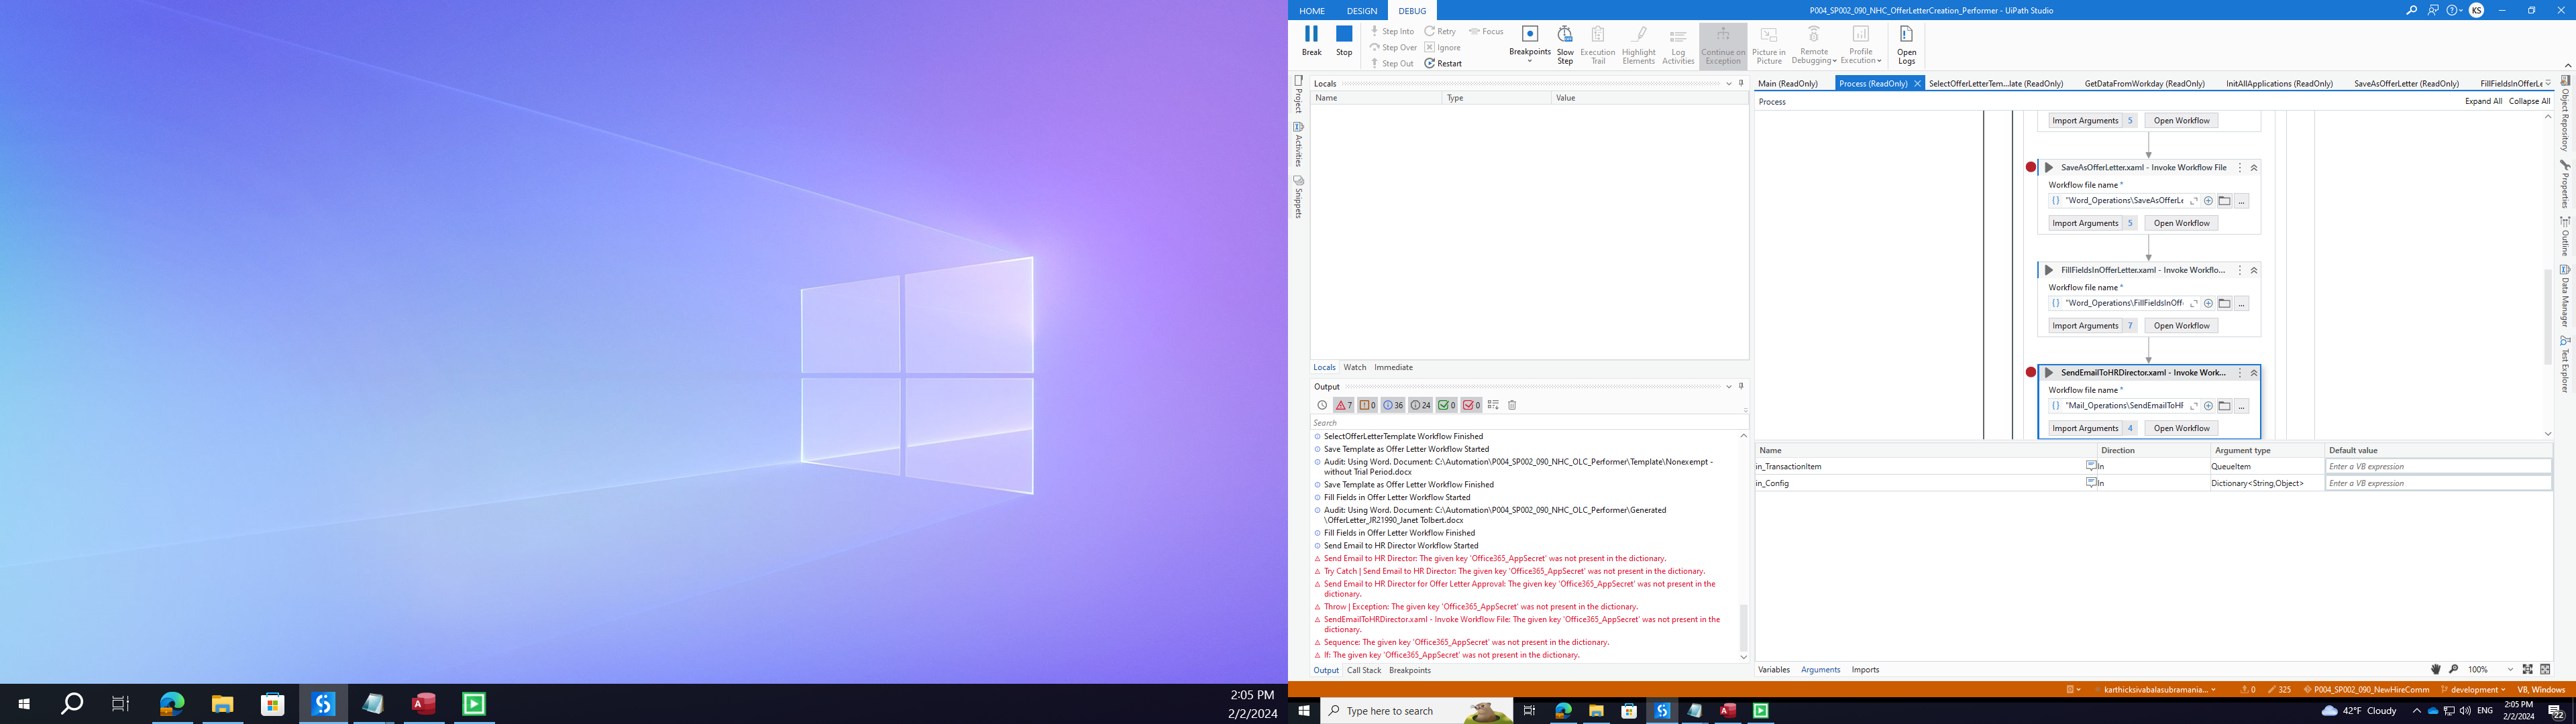 HOME DESIGN DEBUG
P004_SP002_090_NHC_OfferLetterCreation_Performer - UiPath Studio
KS
Break
Stop
Step Into
Step Over
Step Out
Retry
Ignore
Restart
Focus
Breakpoints
Slow Step
Execution Trail
Highlight Elements
Log Activities
Continue on Exception
Picture in Picture
Remote Debugging
Profile Execution
Open Logs
Project
Activities
Snippets
Locals
Name Type Value
Locals Watch Immediate
Output
7 0 36 24 0 0
Search
SelectOfferLetterTemplate Workflow Finished
Save Template as Offer Letter Workflow Started
Audit: Using Word. Document: C:\Automation\P004_SP002_090_NHC_OLC_Performer\Template\Nonexempt -
without Trial Period.docx
Save Template as Offer Letter Workflow Finished
Fill Fields in Offer Letter Workflow Started
Audit: Using Word. Document: C:\Automation\P004_SP002_090_NHC_OLC_Performer\Generated
\OfferLetter_JR21990_Janet Tolbert.docx
Fill Fields in Offer Letter Workflow Finished
Send Email to HR Director Workflow Started
Send Email to HR Director: The given key 'Office365_AppSecret' was not present in the dictionary.
Try Catch | Send Email to HR Director: The given key 'Office365_AppSecret' was not present in the dictionary.
Send Email to HR Director for Offer Letter Approval: The given key 'Office365_AppSecret' was not present in the
dictionary.
Throw | Exception: The given key 'Office365_AppSecret' was not present in the dictionary.
SendEmailToHRDirector.xaml - Invoke Workflow File: The given key 'Office365_AppSecret' was not present in the
dictionary.
Sequence: The given key 'Office365_AppSecret' was not present in the dictionary.
If: The given key 'Office365_AppSecret' was not present in the dictionary.
Output Call Stack Breakpoints
Main (ReadOnly) Process (ReadOnly) SelectOfferLetterTem...late (ReadOnly) GetDataFromWorkday (ReadOnly) InitAllApplications (ReadOnly) SaveAsOfferLetter (ReadOnly) FillFieldsInOfferLe
Process
Expand All Collapse All
Import Arguments 5 Open Workflow
SaveAsOfferLetter.xaml - Invoke Workflow File
Workflow file name *
"Word_Operations\SaveAsOfferLe ...
Import Arguments 5 Open Workflow
FillFieldsInOfferLetter.xaml - Invoke Workflo...
Workflow file name *
"Word_Operations\FillFieldsInOff ...
Import Arguments 7 Open Workflow
SendEmailToHRDirector.xaml - Invoke Work...
Workflow file name *
"Mail_Operations\SendEmailToHR ...
Import Arguments 4 Open Workflow
Name Direction Argument type Default value
in_TransactionItem In QueueItem Enter a VB expression
in_Config In Dictionary<String,Object> Enter a VB expression
Variables Arguments Imports
100%
Object Repository
Properties
Outline
Data Manager
Test Explorer
karthicksivabalasubramania...
0 325 P004_SP002_090_NewHireComm development VB, Windows
2:05 PM
2/2/2024
Type here to search
42°F Cloudy
ENG
2:05 PM
2/2/2024
22